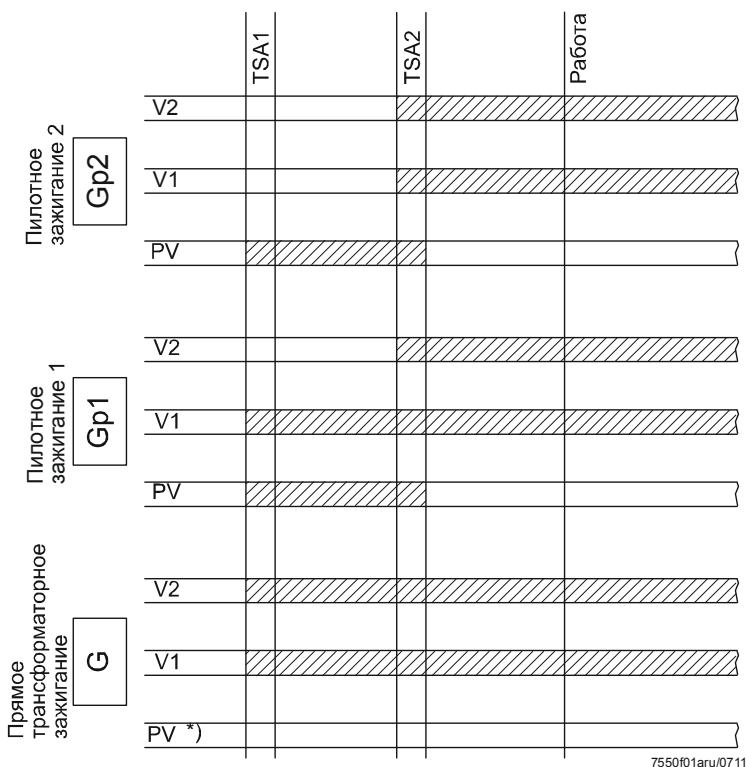 TSA1
TSA2
Работа
Пилотное
зажигание 2
Gp2
V2
V1
PV
Пилотное
зажигание 1
Gp1
V2
V1
PV
Прямое
трансформаторное
зажигание
G
V2
V1
PV *)
7550f01aru/0711